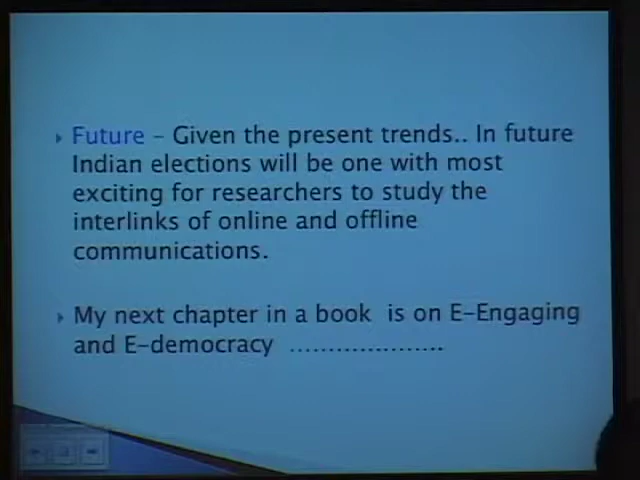 Future – Given the present trends.. In future
Indian elections will be one with most
exciting for researchers to study the
interlinks of online and offline
communications.
My next chapter in a book is on E-Engaging
and E-democracy ....................